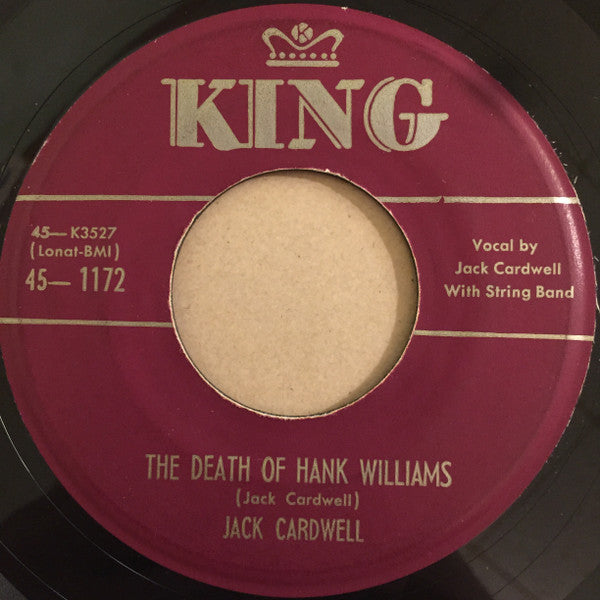 K
KING
45— K3527
(Lonat-BMI)
45— 1172
Vocal by
Jack Cardwell
With String Band
THE DEATH OF HANK WILLIAMS
(Jack Cardwell)
JACK CARDWELL